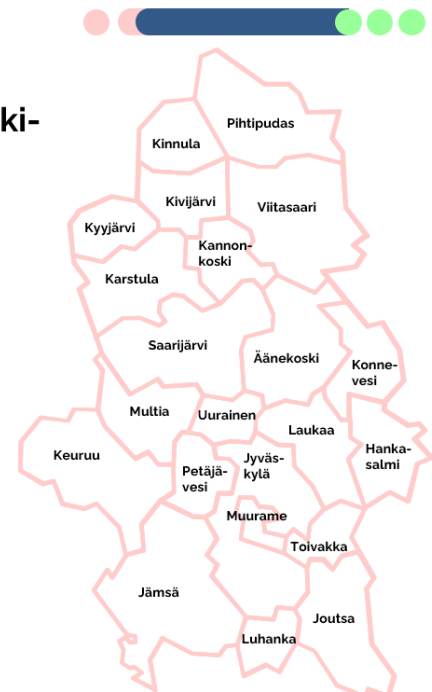 ki-
Pihtipudas
Kinnula
Kivijärvi
Viitasaari
Kyyjärvi
Kannon-
koski
Karstula
Saarijärvi
Äänekoski
Konne-
vesi
Multia
Uurainen
Laukaa
Keuruu
Petäjä-
vesi
Jyväs-
kylä
Hanka-
salmi
Muurame
Toivakka
Jämsä
Joutsa
Luhanka